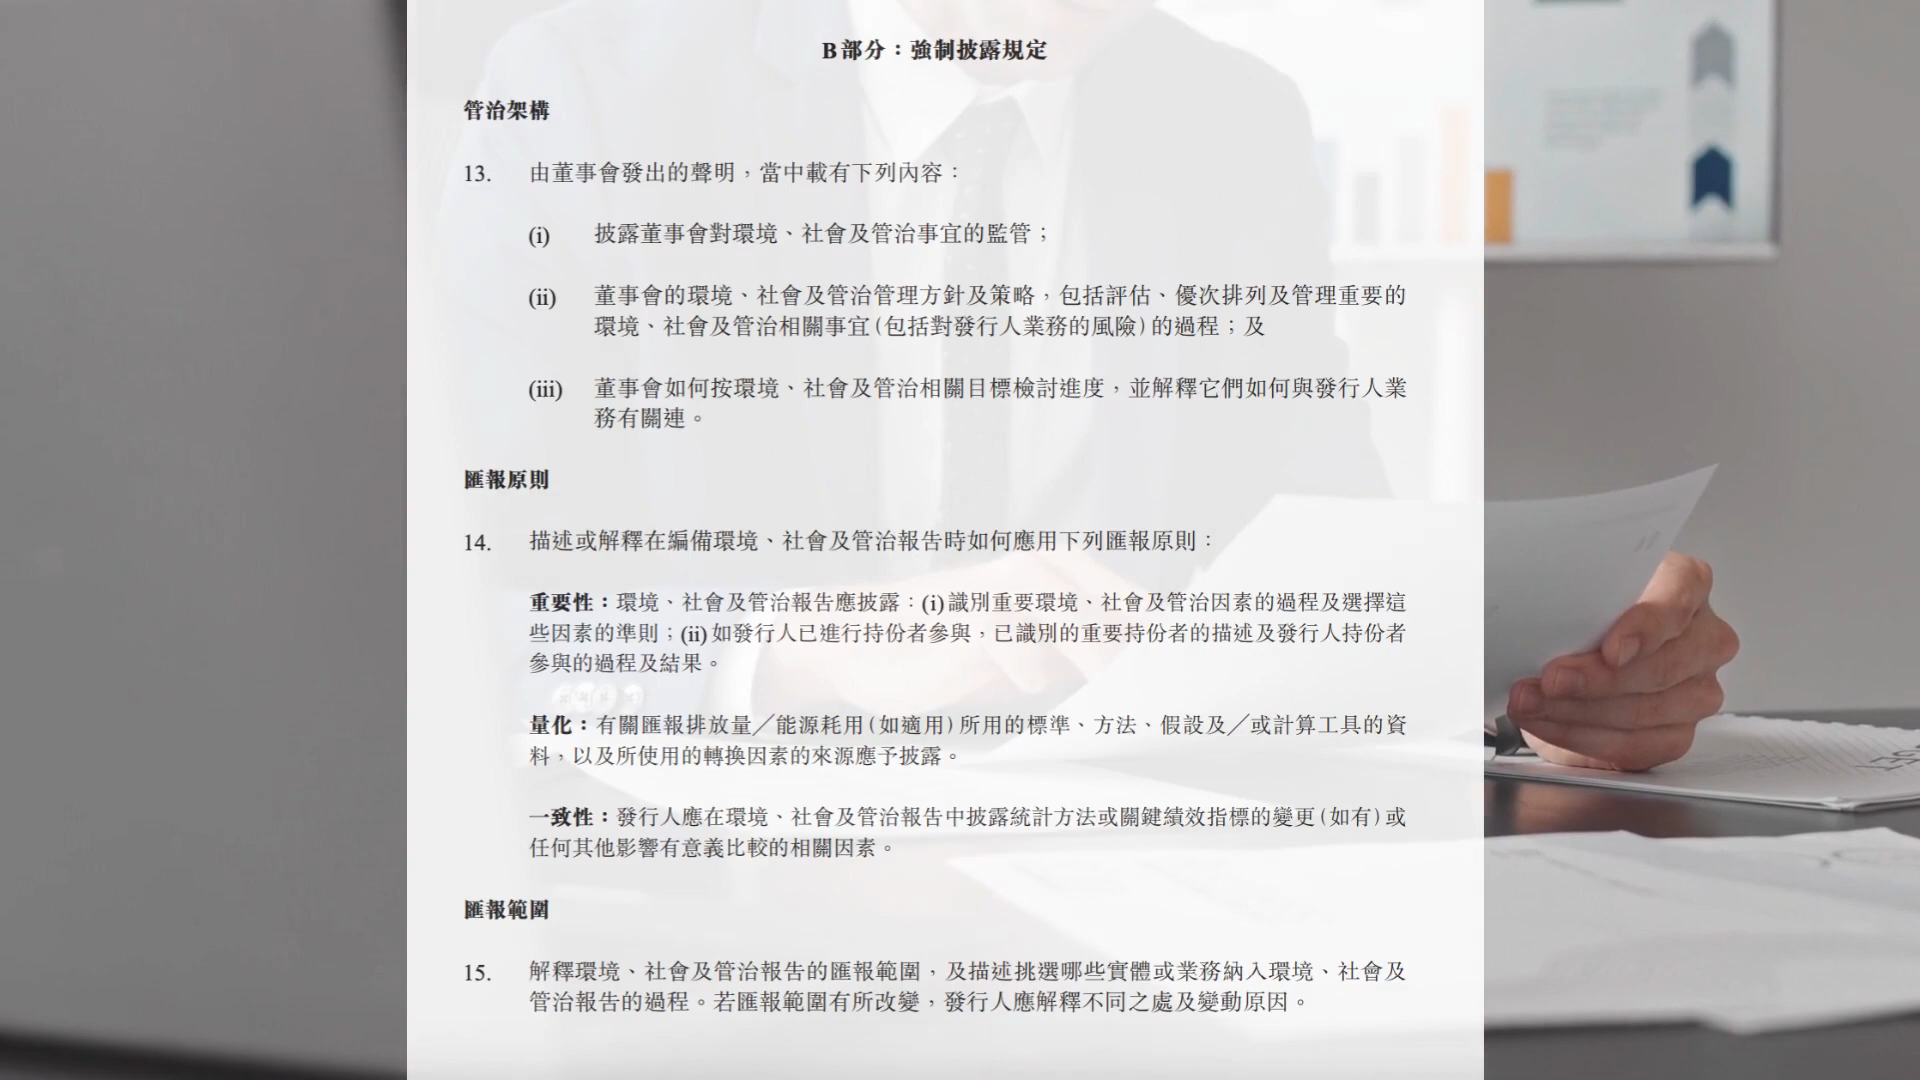 B部分：強制披露規定
管治架構
13. 由董事會發出的聲明，當中載有下列內容：
(i) 披露董事會對環境、社會及管治事宜的監管；
(ii) 董事會的環境、社會及管治管理方針及策略，包括評估、優次排列及管理重要的
環境、社會及管治相關事宜(包括對發行人業務的風險)的過程；及
(iii) 董事會如何按環境、社會及管治相關目標檢討進度，並解釋它們如何與發行人業
務有關連。
匯報原則
14. 描述或解釋在編備環境、社會及管治報告時如何應用下列匯報原則：
重要性：環境、社會及管治報告應披露：(i)識別重要環境、社會及管治因素的過程及選擇這
些因素的準則；(ii)如發行人已進行持份者參與，已識別的重要持份者的描述及發行人持份者
參與的過程及結果。
量化：有關匯報排放量╱能源耗用(如適用)所用的標準、方法、假設及╱或計算工具的資
料，以及所使用的轉換因素的來源應予披露。
一致性：發行人應在環境、社會及管治報告中披露統計方法或關鍵績效指標的變更(如有)或
任何其他影響有意義比較的相關因素。
匯報範圍
15. 解釋環境、社會及管治報告的匯報範圍，及描述挑選哪些實體或業務納入環境、社會及
管治報告的過程。若匯報範圍有所改變，發行人應解釋不同之處及變動原因。